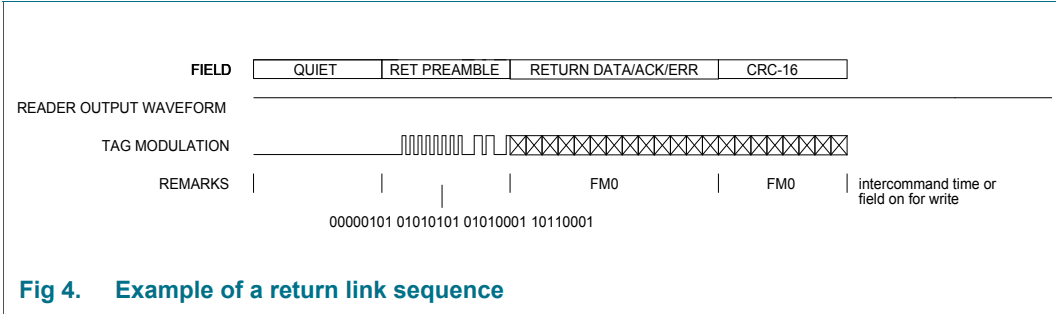 FIELD QUIET RET PREAMBLE RETURN DATA/ACK/ERR CRC-16
READER OUTPUT WAVEFORM
TAG MODULATION
REMARKS FM0 FM0 intercommand time or
field on for write
00000101 01010101 01010001 10110001
Fig 4. Example of a return link sequence